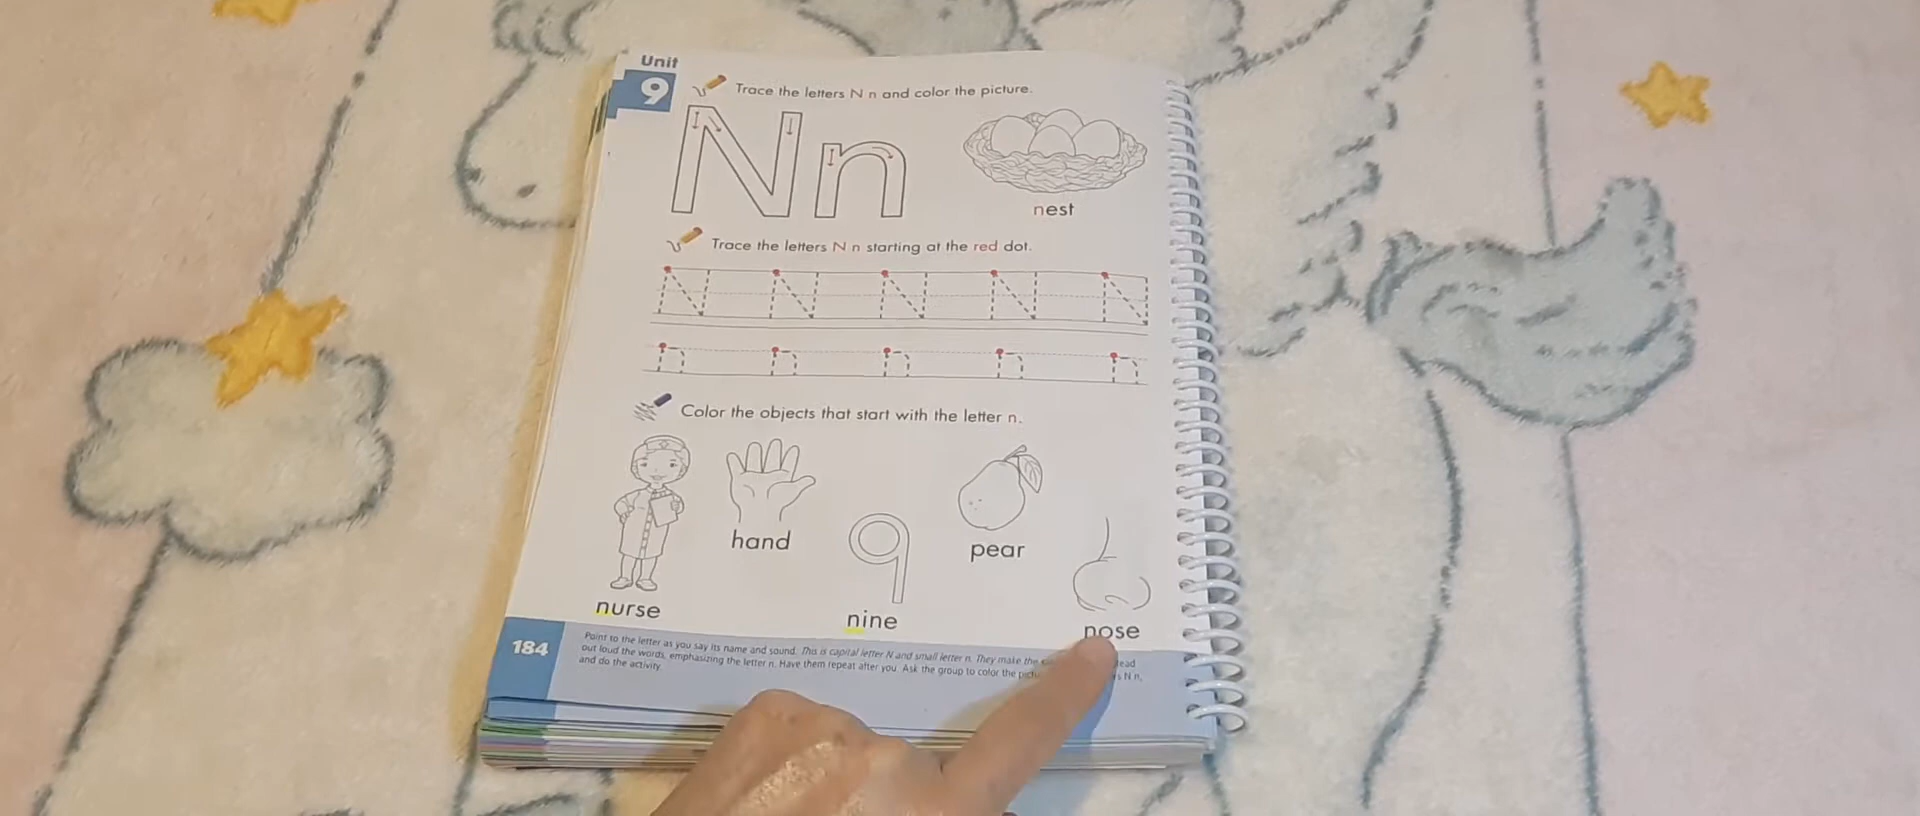 Unit
9
Trace the letters N n and color the picture.
Nn
nest
Trace the letters N n starting at the red dot.
N N N N N
n n n n n
Color the objects that start with the letter n.
hand
9
pear
nurse
nine
nose
184
Point to the letter as you say its name and sound. This is capital letter N and small letter n. They make the
out loud the words, emphasizing the letter n. Have them repeat after you. Ask the group to color the N n,
and do the activity.